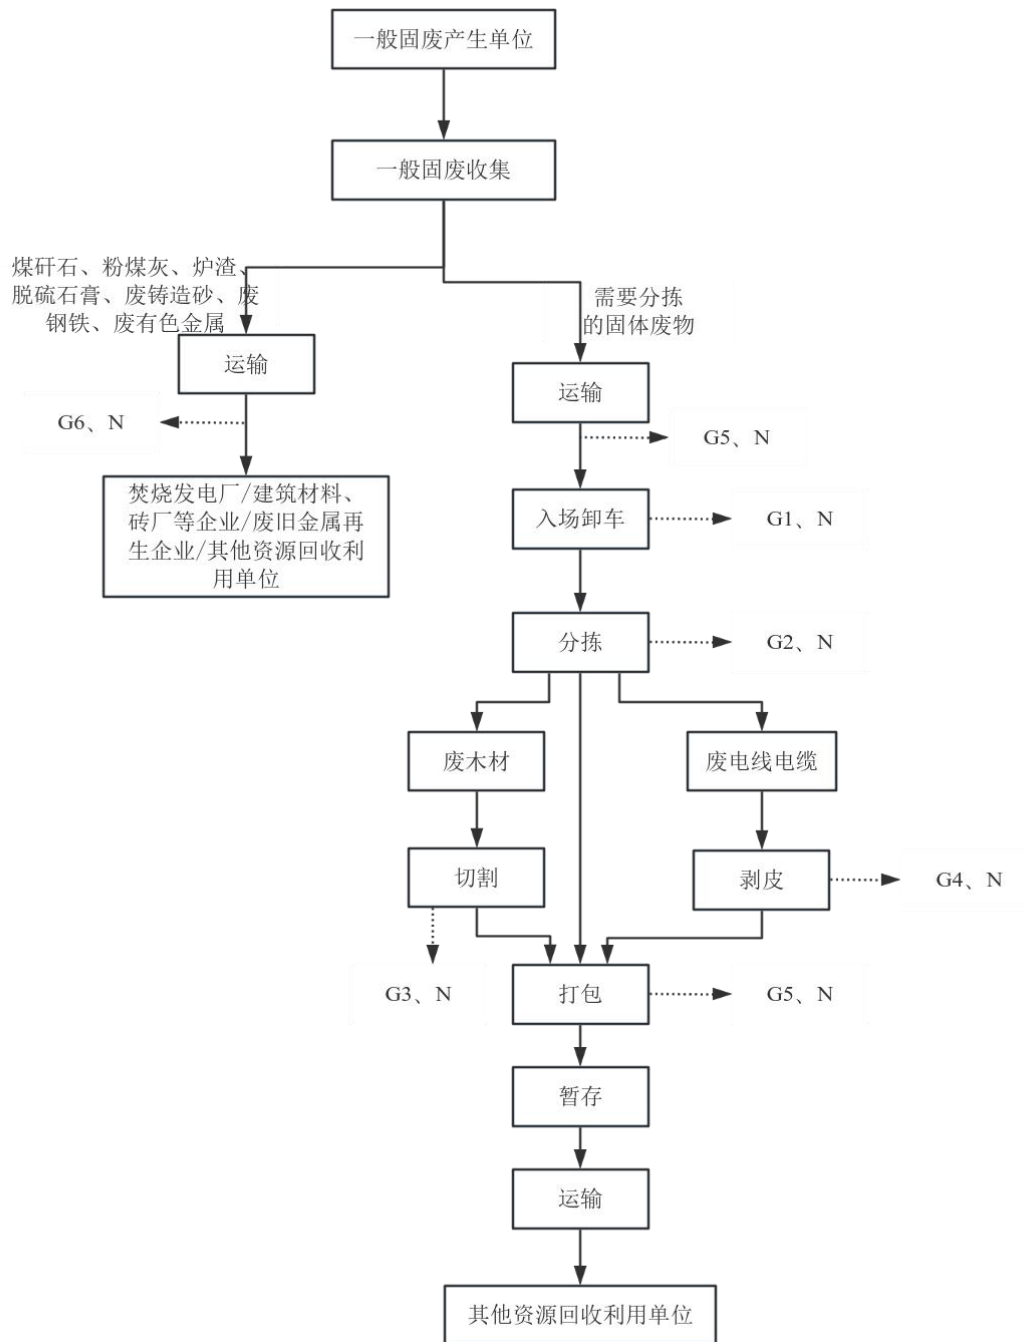 一般固废产生单位
一般固废收集
煤矸石、粉煤灰、炉渣、
脱硫石膏、废铸造砂、废
钢铁、废有色金属
需要分拣
的固体废物
运输
运输
G6、N
G5、N
焚烧发电厂/建筑材料、
砖厂等企业/废旧金属再
生企业/其他资源回收利
用单位
入场卸车
G1、N
分拣
G2、N
废木材
废电线电缆
切割
剥皮
G4、N
G3、N
打包
G5、N
暂存
运输
其他资源回收利用单位